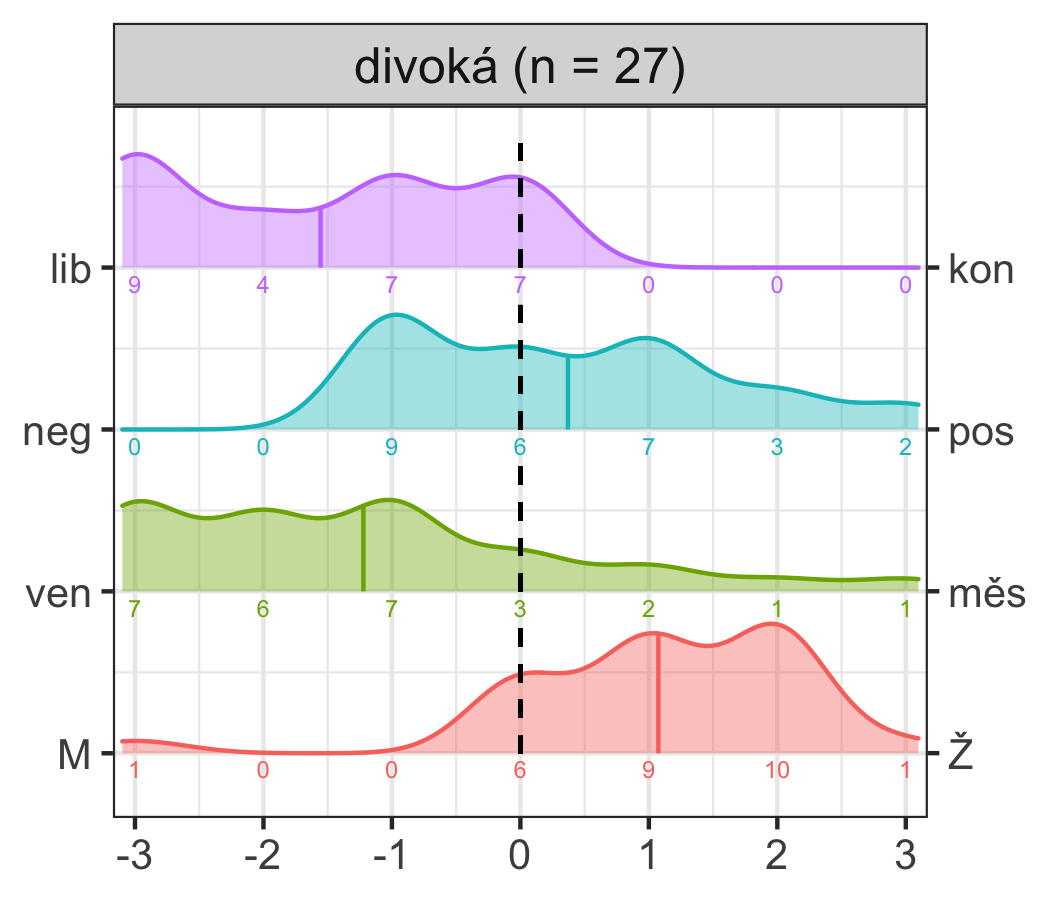 divoká (n = 27)
lib kon
9 4 7 7 0 0 0
neg pos
0 0 9 6 7 3 2
ven měs
7 6 7 3 2 1 1
M Ž
1 0 0 6 9 10 1
-3 -2 -1 0 1 2 3